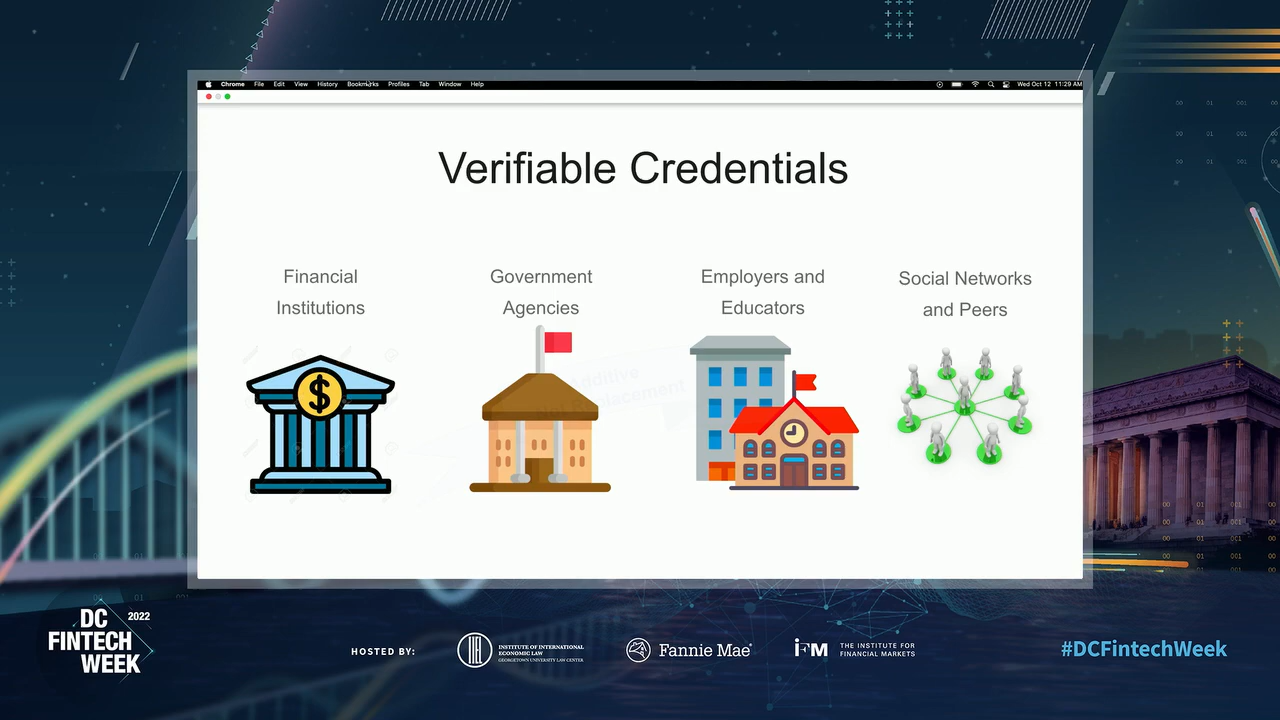 Chrome File Edit View History Bookmarks Profiles Tab Window Help
Wed Oct 12 11:29 AM
Verifiable Credentials
Financial
Institutions
Government
Agencies
Employers and
Educators
Social Networks
and Peers
Additive
DC
2022
FINTECH
WEEK
HOSTED BY:
INSTITUTE OF INTERNATIONAL
ECONOMIC LAW
GEORGETOWN UNIVERSITY LAW CENTER
Fannie Mae
IFM
THE INSTITUTE FOR
FINANCIAL MARKETS
#DCFintechWeek